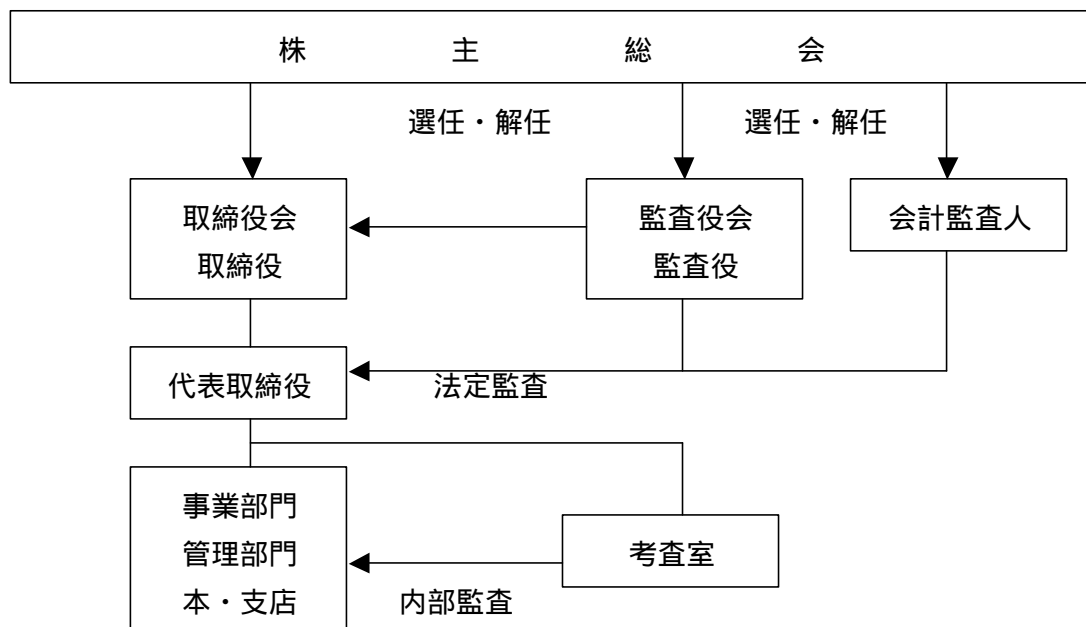 株主総会
選任・解任
選任・解任
取締役会
取締役
監査役会
監査役
会計監査人
代表取締役
法定監査
事業部門
管理部門
本・支店
考査室
内部監査